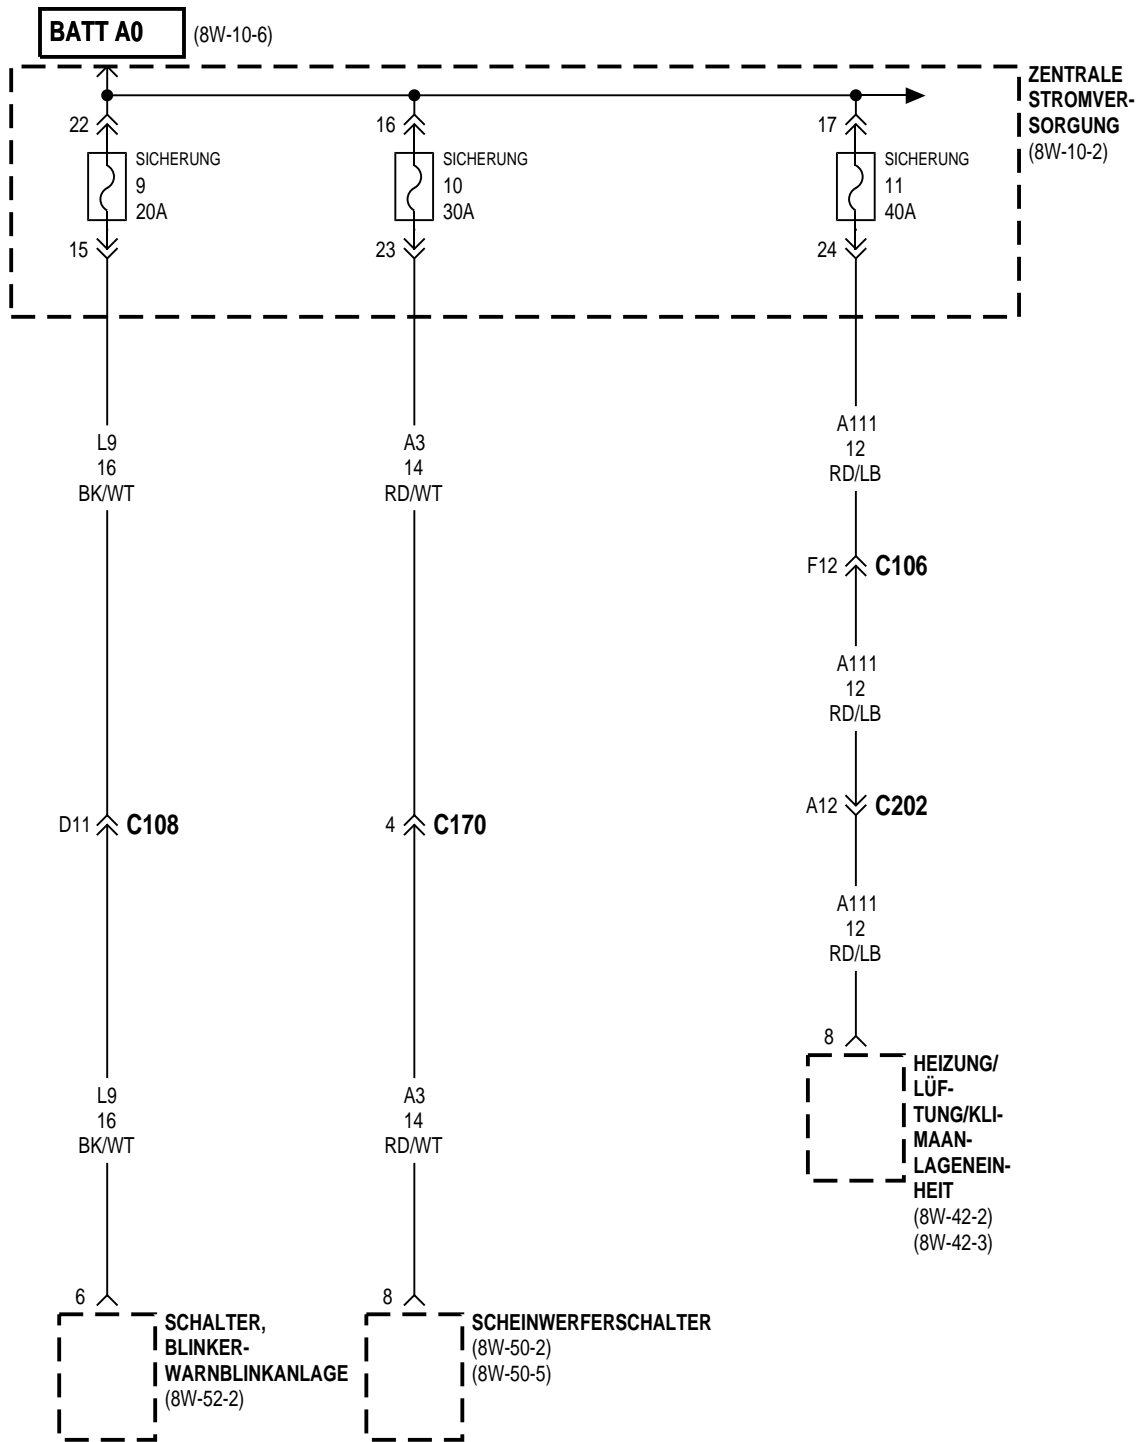 BATT A0 (8W-10-6)
ZENTRALE
STROMVER-
SORGUNG
(8W-10-2)
22
SICHERUNG
9
20A
15
16
SICHERUNG
10
30A
23
17
SICHERUNG
11
40A
24
L9
16
BK/WT
A3
14
RD/WT
A111
12
RD/LB
F12 C106
A111
12
RD/LB
D11 C108
4 C170
A12 C202
A111
12
RD/LB
8
HEIZUNG/
LÜF-
TUNG/KLI-
MAAN-
LAGENEIN-
HEIT
(8W-42-2)
(8W-42-3)
L9
16
BK/WT
A3
14
RD/WT
6
SCHALTER,
BLINKER-
WARNBLINKANLAGE
(8W-52-2)
8
SCHEINWERFERSCHALTER
(8W-50-2)
(8W-50-5)